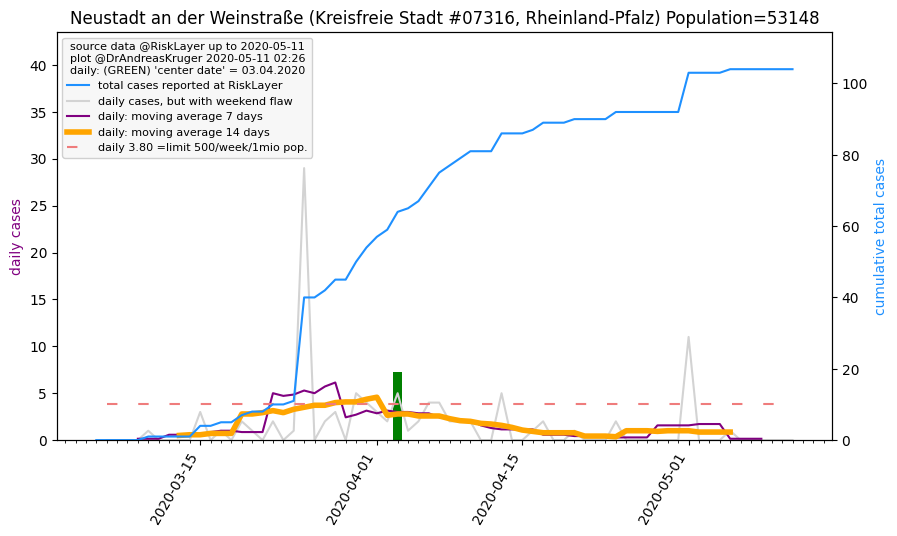 Neustadt an der Weinstraße (Kreisfreie Stadt #07316, Rheinland-Pfalz) Population=53148
source data @RiskLayer up to 2020-05-11
plot @DrAndreasKruger 2020-05-11 02:26
daily: (GREEN) 'center date' = 03.04.2020
total cases reported at RiskLayer
daily cases, but with weekend flaw
daily: moving average 7 days
daily: moving average 14 days
daily 3.80 =limit 500/week/1mio pop.
daily cases
40
35
30
25
20
15
10
5
0
cumulative total cases
100
80
60
40
20
0
2020-03-15
2020-04-01
2020-04-15
2020-05-01